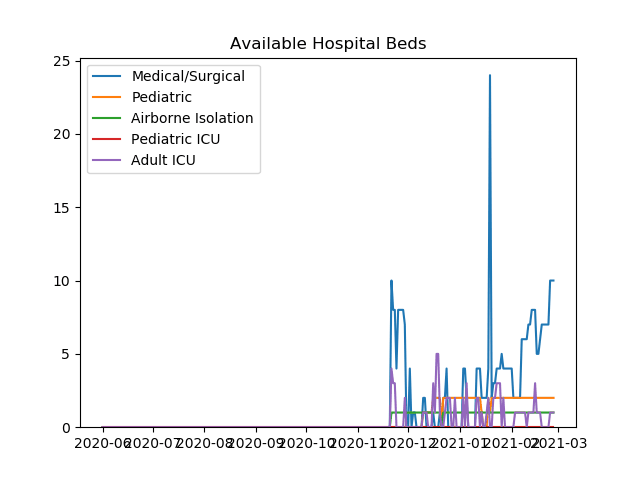 Available Hospital Beds
Medical/Surgical
Pediatric
Airborne Isolation
Pediatric ICU
Adult ICU
25
20
15
10
5
0
2020-06 2020-07 2020-08 2020-09 2020-10 2020-11 2020-12 2021-01 2021-02 2021-03